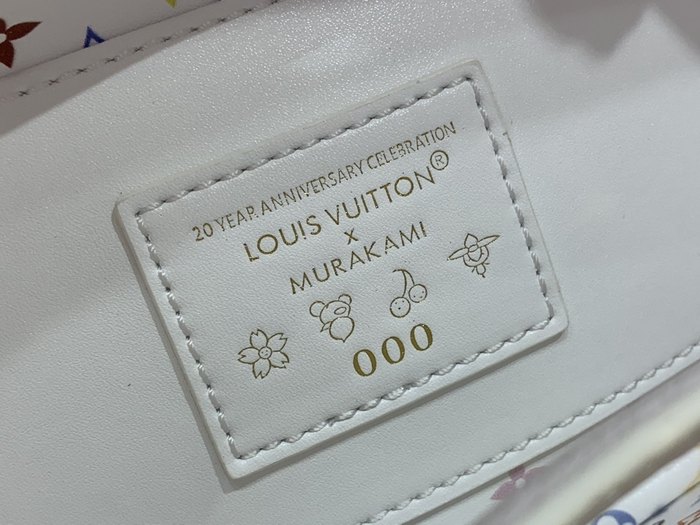 20 YEAR ANNIVERSARY CELEBRATION
LOUIS VUITTON®
x
MURAKAMI
000